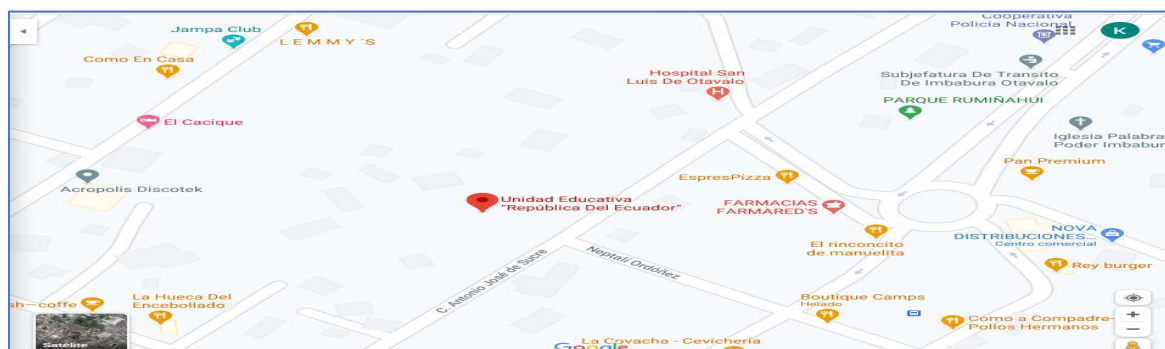 Cooperativa
Policia Nacional
K
Jampa Club
LEMMY´S
Como En Casa
Hospital San
Luis De Otavalo
Subjefatura De Transito
De Imbabura Otavalo
PARQUE RUMIÑAHUI
El Cacique
Iglesia Palabra
Poder Imbabur
Pan Premium
EspresPizza
Acropolis Discotek
Unidad Educativa
"República Del Ecuador"
FARMACIAS
FARMARED'S
NOVA
DISTRIBUCIONES...
Centro comercial
El rinconcito
de manuelita
Neptalí Ordóñez
C. Antonio José de Sucre
Rey burger
sh-coffe
La Hueca Del
Encebollado
Boutique Camps
Helado
Como a Compadre-
Pollos Hermanos
Satélite
La Covacha - Cevichería
Google